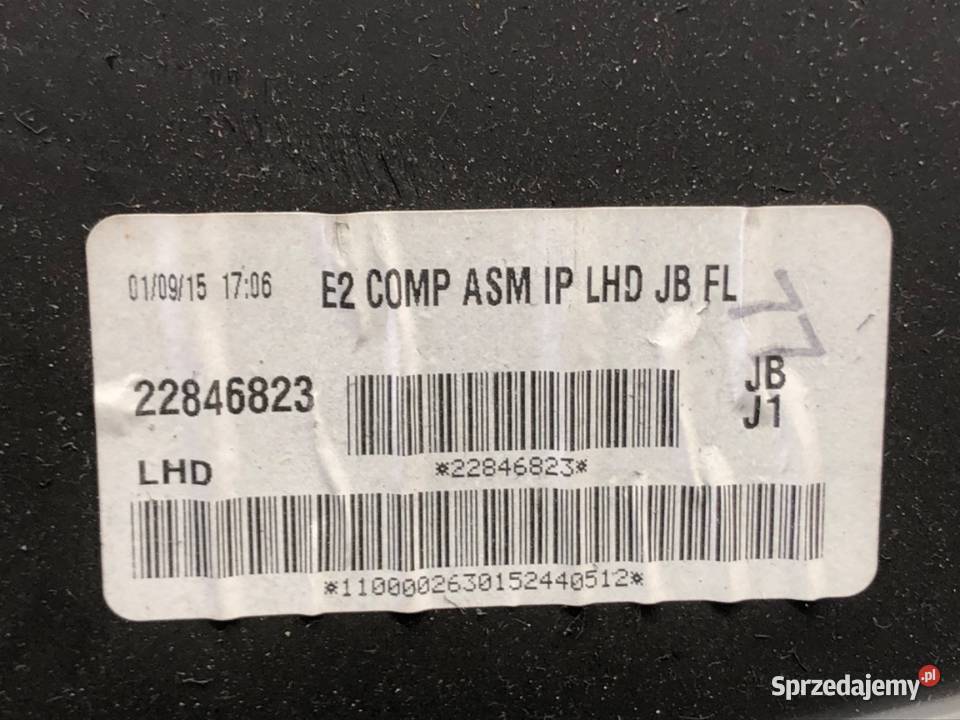 01/09/15 17:06 E2 COMP ASM IP LHD JB FL
22846823
JB
J1
*22846823*
LHD
*1100002630152440512*
Sprzedajemy.pl